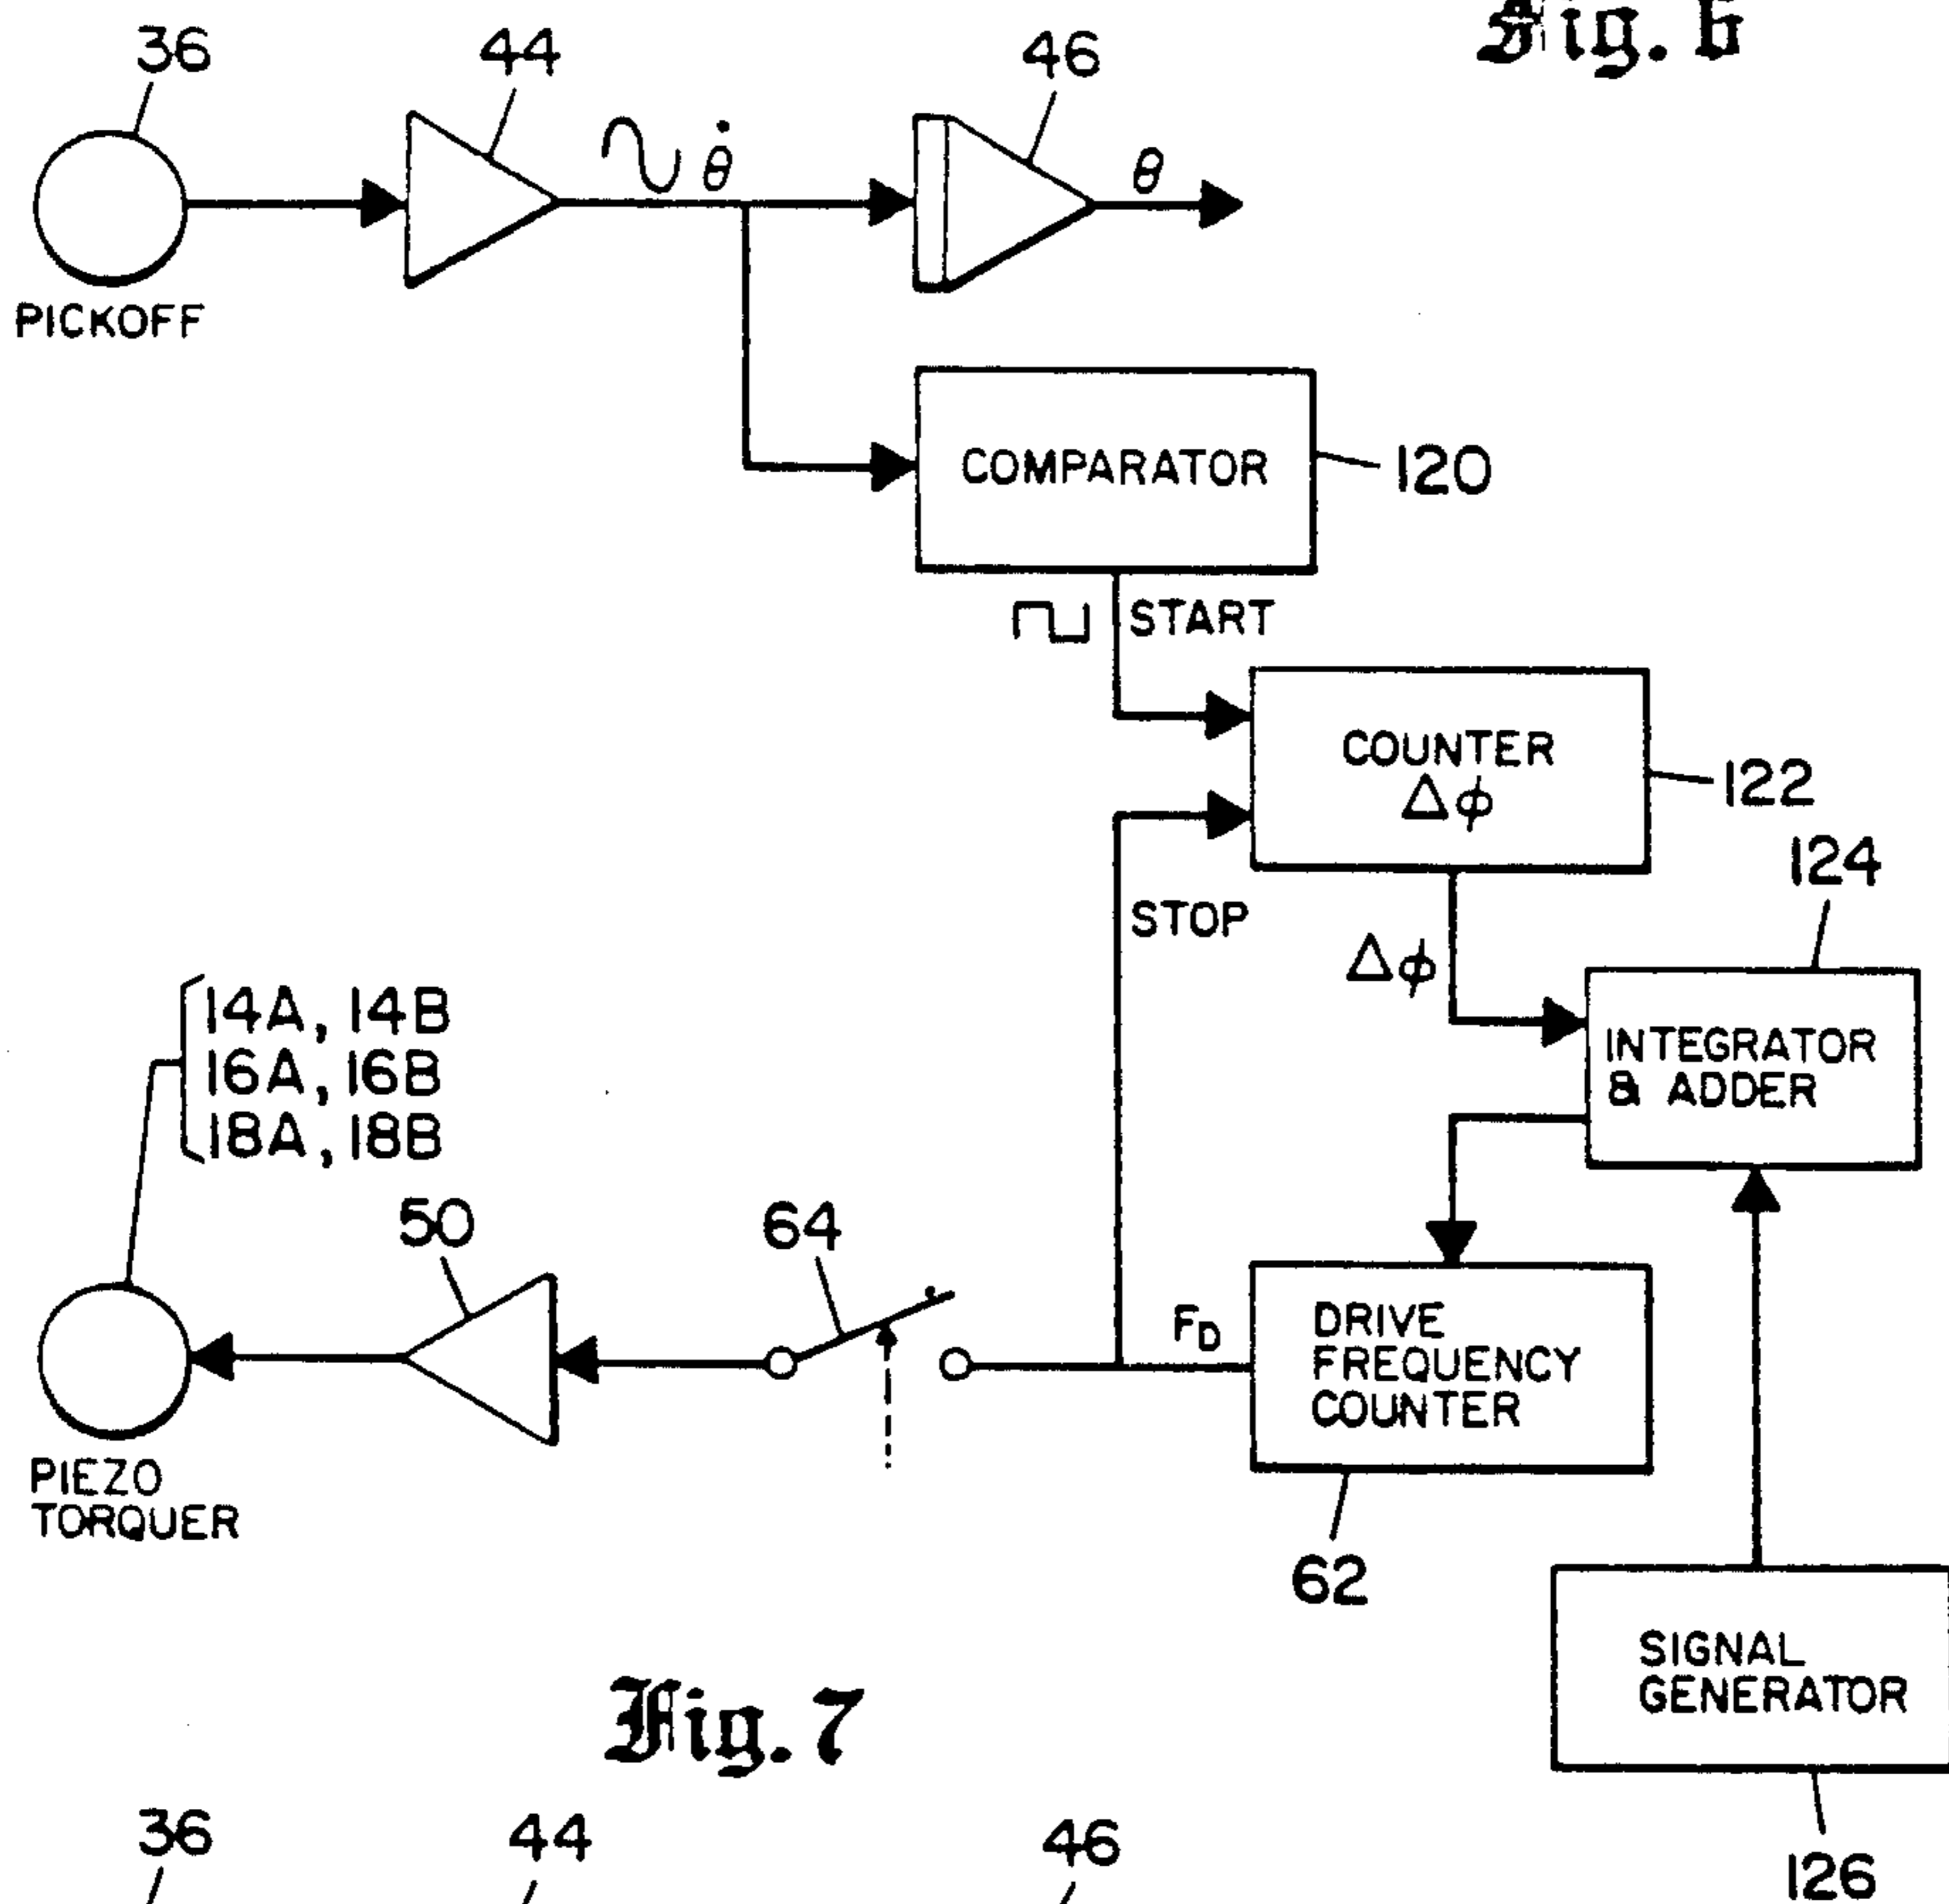 Fig. 6
36
44
46
θ̇
θ
PICKOFF
COMPARATOR
120
START
COUNTER
Δϕ
122
124
STOP
Δϕ
INTEGRATOR
& ADDER
14A, 14B
16A, 16B
18A, 18B
50
64
FD
DRIVE
FREQUENCY
COUNTER
PIEZO
TORQUER
62
SIGNAL
GENERATOR
Fig. 7
36
44
46
126